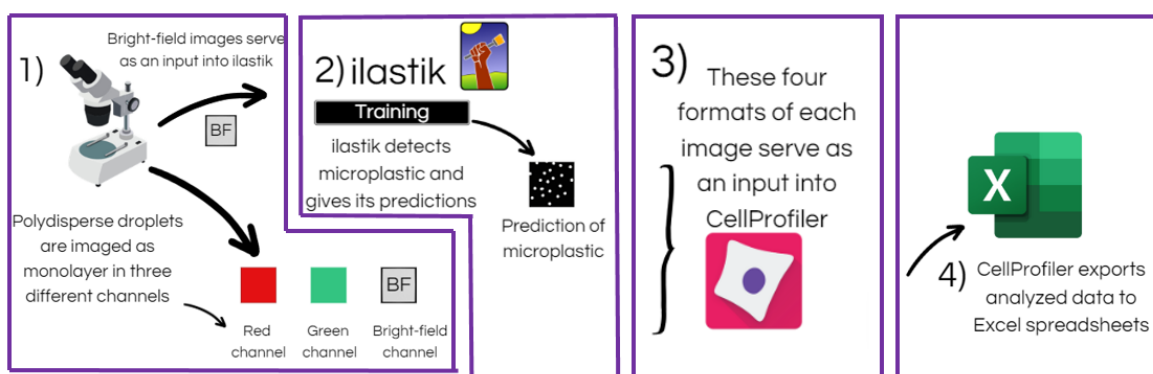 1)
Bright-field images serve
as an input into ilastik
BF
Polydisperse droplets
are imaged as
monolayer in three
different channels
Red
channel
Green
channel
BF
Bright-field
channel
2) ilastik
Training
ilastik detects
microplastic and
gives its predictions
Prediction of
microplastic
3)
These four
formats of each
image serve as
an input into
CellProfiler
X
4)
CellProfiler exports
analyzed data to
Excel spreadsheets